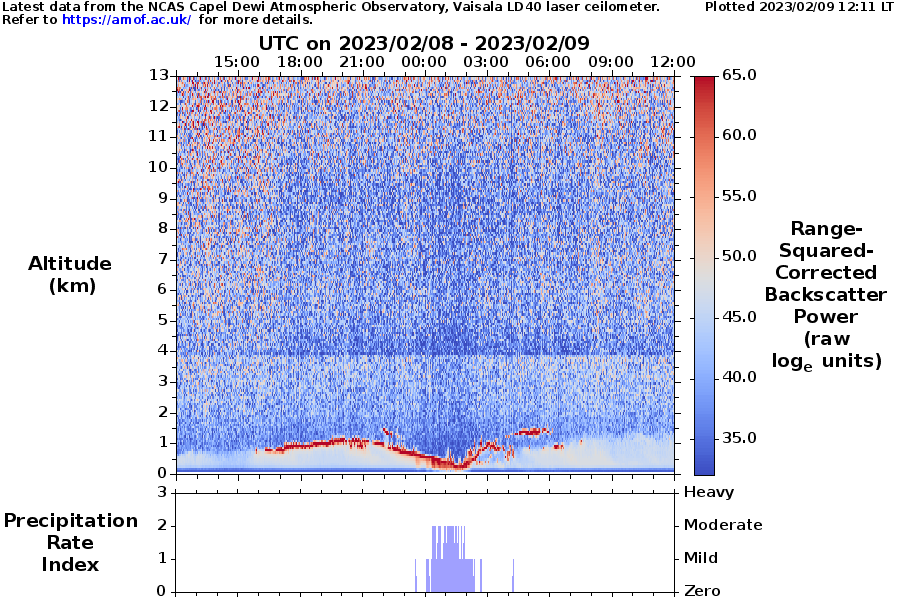 Latest data from the NCAS Capel Dewi Atmospheric Observatory, Vaisala LD40 laser ceilometer. Plotted 2023/02/09 12:11 LT
Refer to https://amof.ac.uk/ for more details.
UTC on 2023/02/08 - 2023/02/09
15:00 18:00 21:00 00:00 03:00 06:00 09:00 12:00
13
12
11
10
9
8
7
6
5
4
3
2
1
0
Altitude
(km)
65.0
60.0
55.0
50.0
45.0
40.0
35.0
Range-
Squared-
Corrected
Backscatter
Power
(raw
loge units)
3
2
1
0
Precipitation
Rate
Index
Heavy
Moderate
Mild
Zero